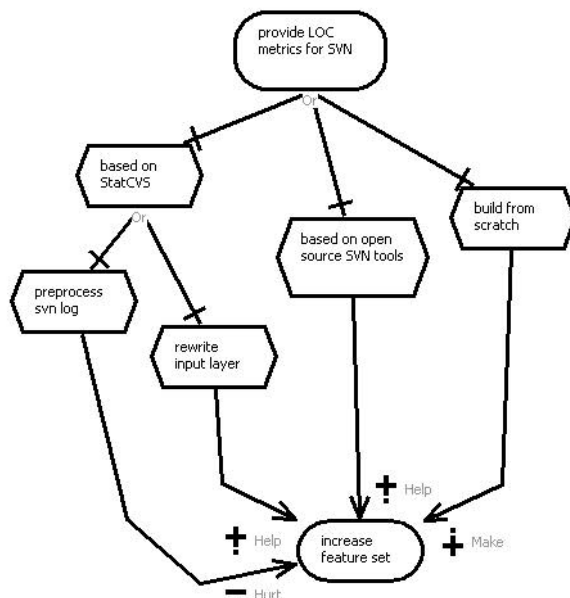 provide LOC
metrics for SVN
Or
based on
StatCVS
build from
scratch
Or
based on open
source SVN tools
preprocess
svn log
rewrite
input layer
Help
Help
increase
feature set
Make
Hurt